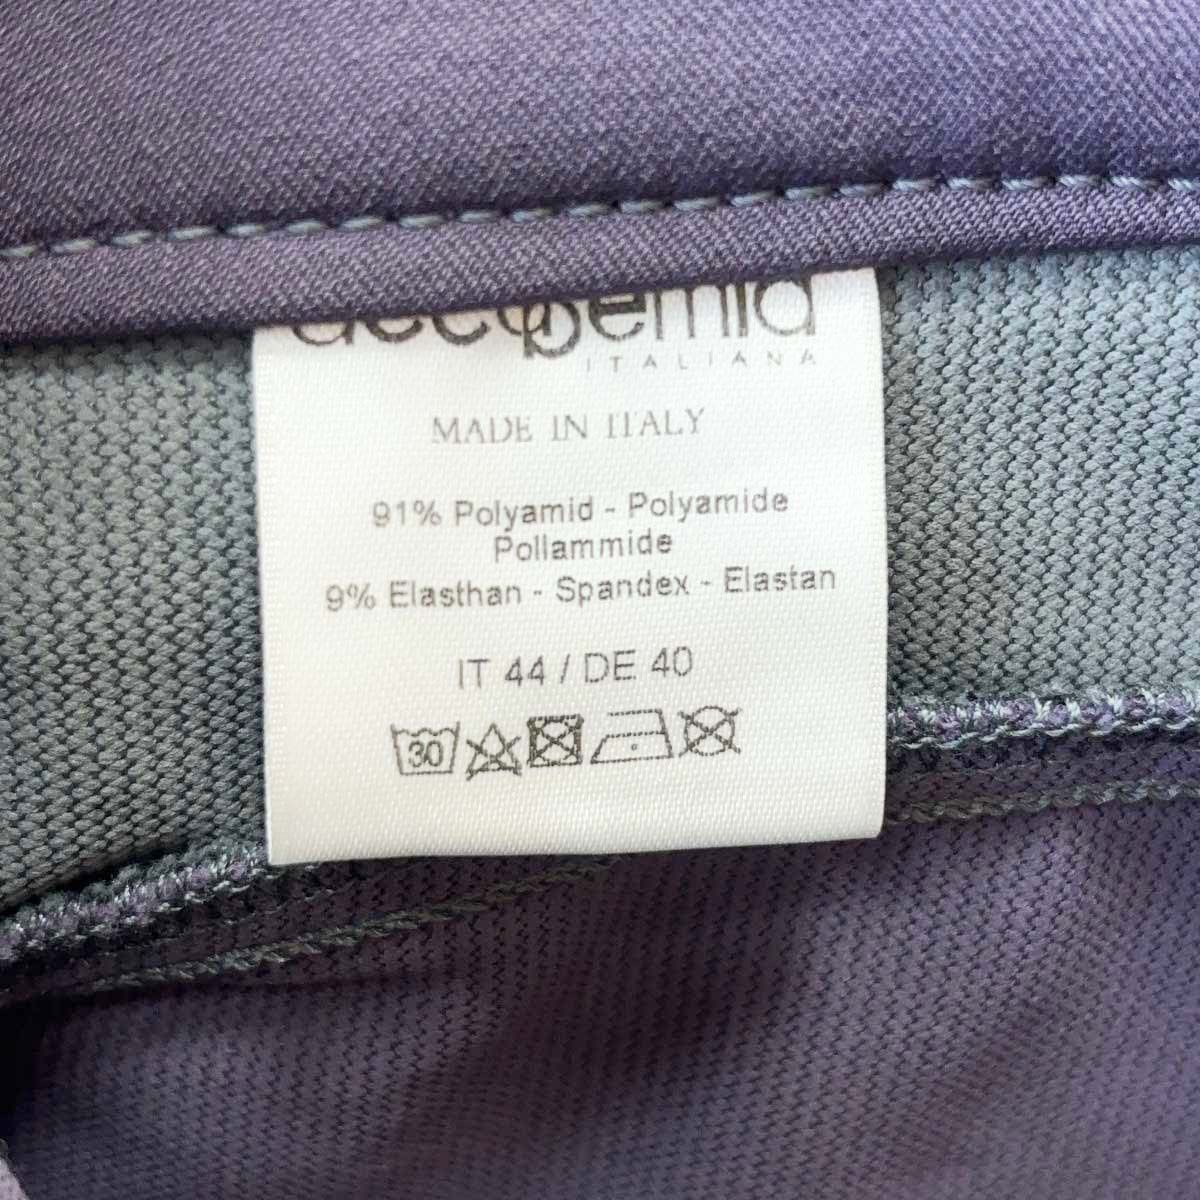 ITALIANA
MADE IN ITALY
91% Polyamid - Polyamide
Pollammide
9% Elasthan - Spandex - Elastan
IT 44 / DE 40
30